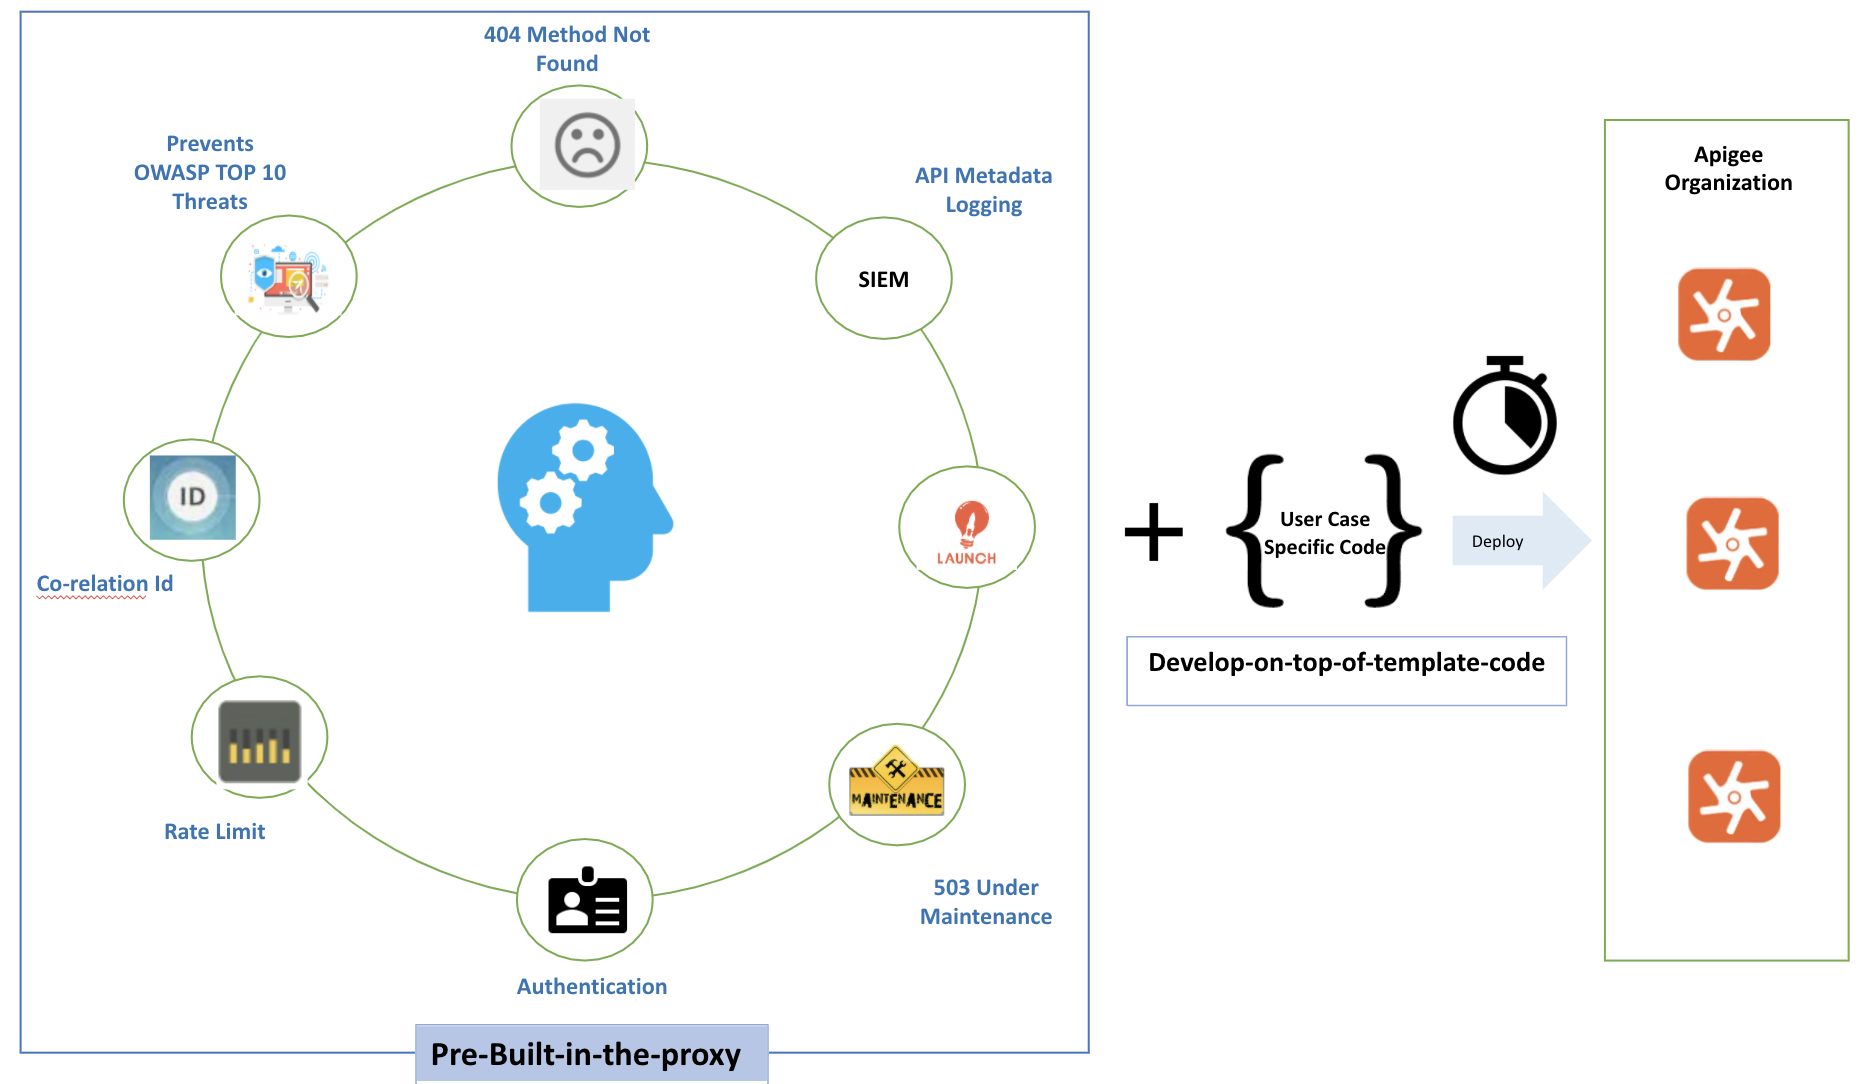 404 Method Not
Found
Prevents
OWASP TOP 10
Threats
API Metadata
Logging
SIEM
ID
Co-relation Id
LAUNCH
Rate Limit
MAINTENANCE
503 Under
Maintenance
Authentication
Pre-Built-in-the-proxy
User Case
Specific Code
Deploy
Develop-on-top-of-template-code
Apigee
Organization